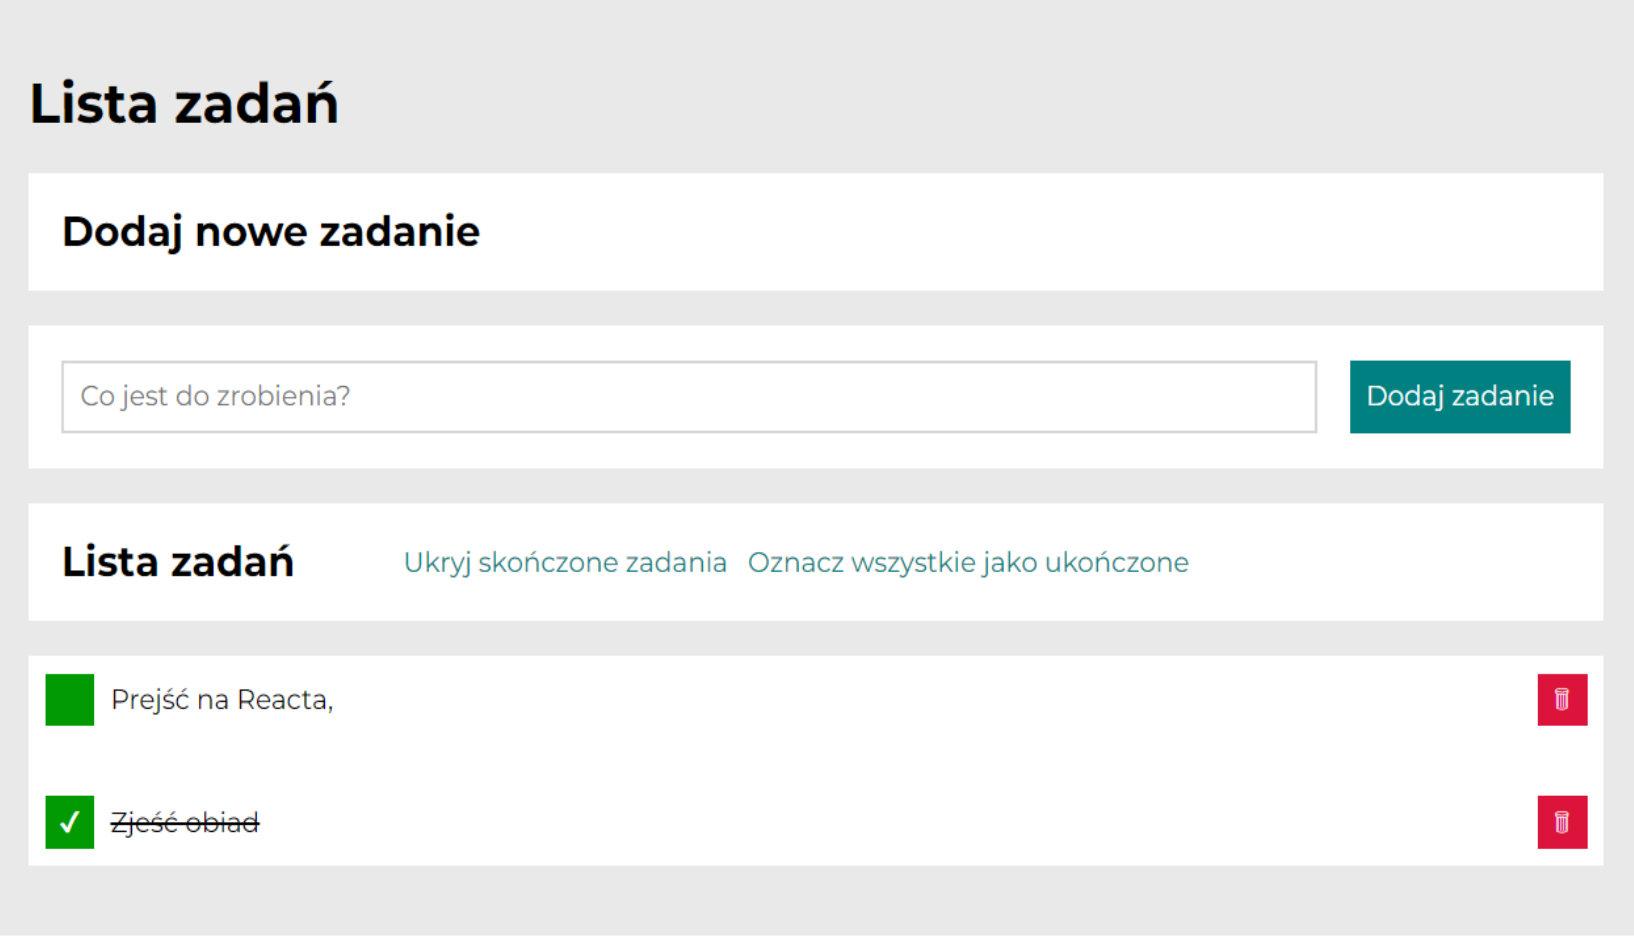 Lista zadań
Dodaj nowe zadanie
Co jest do zrobienia?
Dodaj zadanie
Lista zadań
Ukryj skończone zadania
Oznacz wszystkie jako ukończone
Prejść na Reacta,
Zjeść obiad